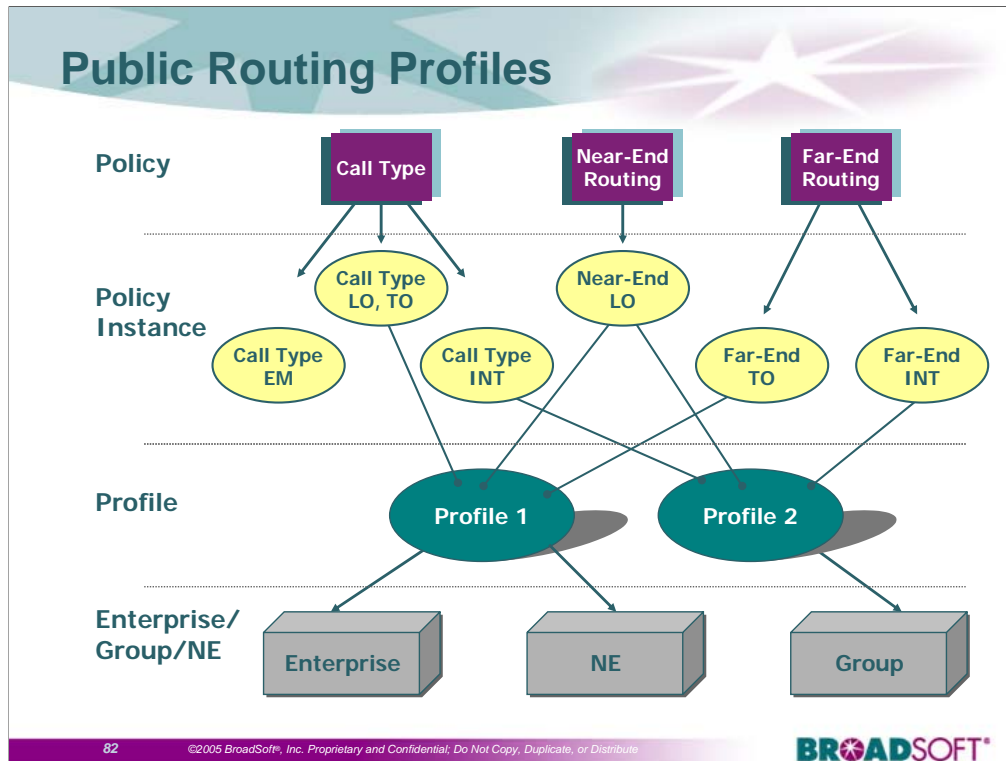 Public Routing Profiles
Policy
Call Type
Near-End
Routing
Far-End
Routing
Policy
Instance
Call Type
LO, TO
Near-End
LO
Call Type
EM
Call Type
INT
Far-End
TO
Far-End
INT
Profile
Profile 1
Profile 2
Enterprise/
Group/NE
Enterprise
NE
Group
82
©2005 BroadSoft®, Inc. Proprietary and Confidential; Do Not Copy, Duplicate, or Distribute
BROADSOFT®